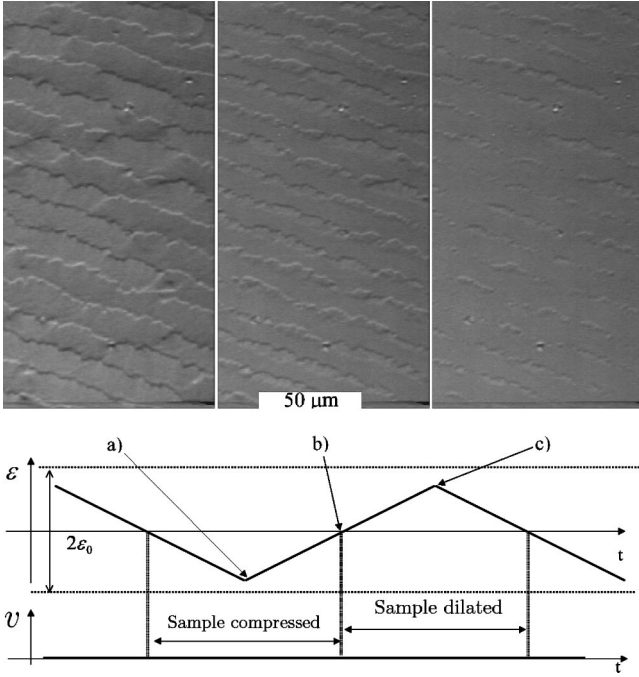 50 μm
a)
b)
c)
ε
2ε₀
t
Sample compressed
Sample dilated
υ
t